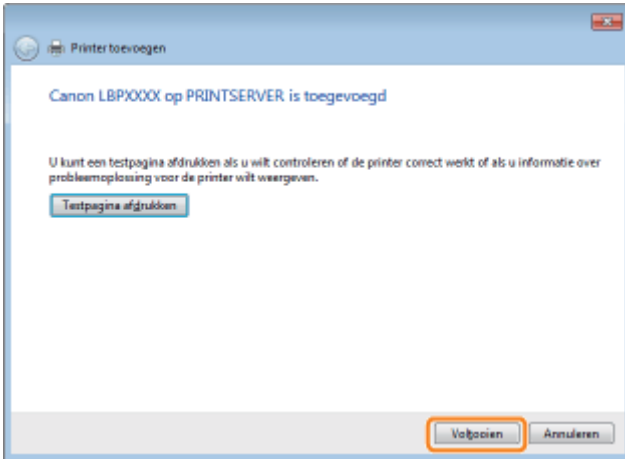 Printer toevoegen
Canon LBPXXXX op PRINTSERVER is toegevoegd
U kunt een testpagina afdrukken als u wilt controleren of de printer correct werkt of als u informatie over
probleemoplossing voor de printer wilt weergeven.
Testpagina afdrukken
Voltooien Annuleren